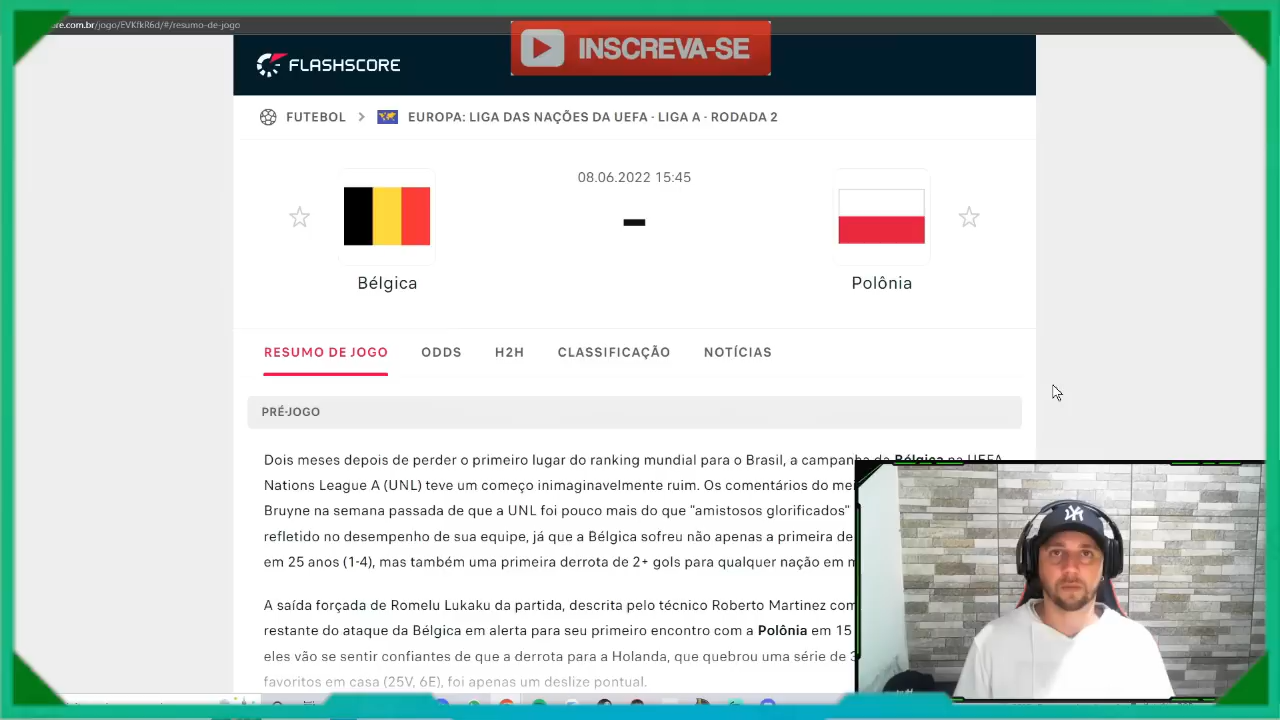 re.com.br/jogo/EVKfkR6d/#/resumo-de-jogo
INSCREVA-SE
FLASHSCORE
FUTEBOL > EUROPA: LIGA DAS NAÇÕES DA UEFA - LIGA A - RODADA 2
08.06.2022 15:45
-
Bélgica
Polônia
RESUMO DE JOGO ODDS H2H CLASSIFICAÇÃO NOTÍCIAS
PRÉ-JOGO
Dois meses depois de perder o primeiro lugar do ranking mundial para o Brasil, a campanha da Bélgica na UEFA
Nations League A (UNL) teve um começo inimaginavelmente ruim. Os comentários do me
Bruyne na semana passada de que a UNL foi pouco mais do que "amistosos glorificados"
refletido no desempenho de sua equipe, já que a Bélgica sofreu não apenas a primeira de
em 25 anos (1-4), mas também uma primeira derrota de 2+ gols para qualquer nação em m
A saída forçada de Romelu Lukaku da partida, descrita pelo técnico Roberto Martinez com
restante do ataque da Bélgica em alerta para seu primeiro encontro com a Polônia em 15
eles vão se sentir confiantes de que a derrota para a Holanda, que quebrou uma série de 3
favoritos em casa (25V, 6E), foi apenas um deslize pontual.